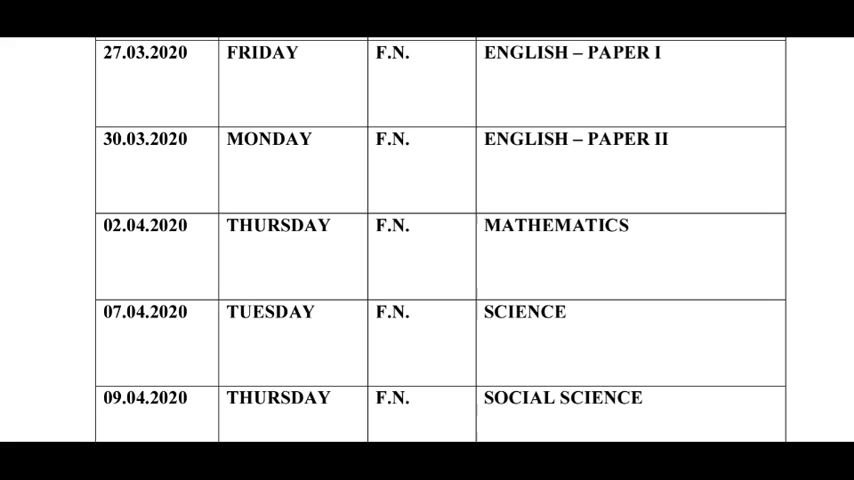 27.03.2020 FRIDAY F.N. ENGLISH – PAPER I
30.03.2020 MONDAY F.N. ENGLISH – PAPER II
02.04.2020 THURSDAY F.N. MATHEMATICS
07.04.2020 TUESDAY F.N. SCIENCE
09.04.2020 THURSDAY F.N. SOCIAL SCIENCE